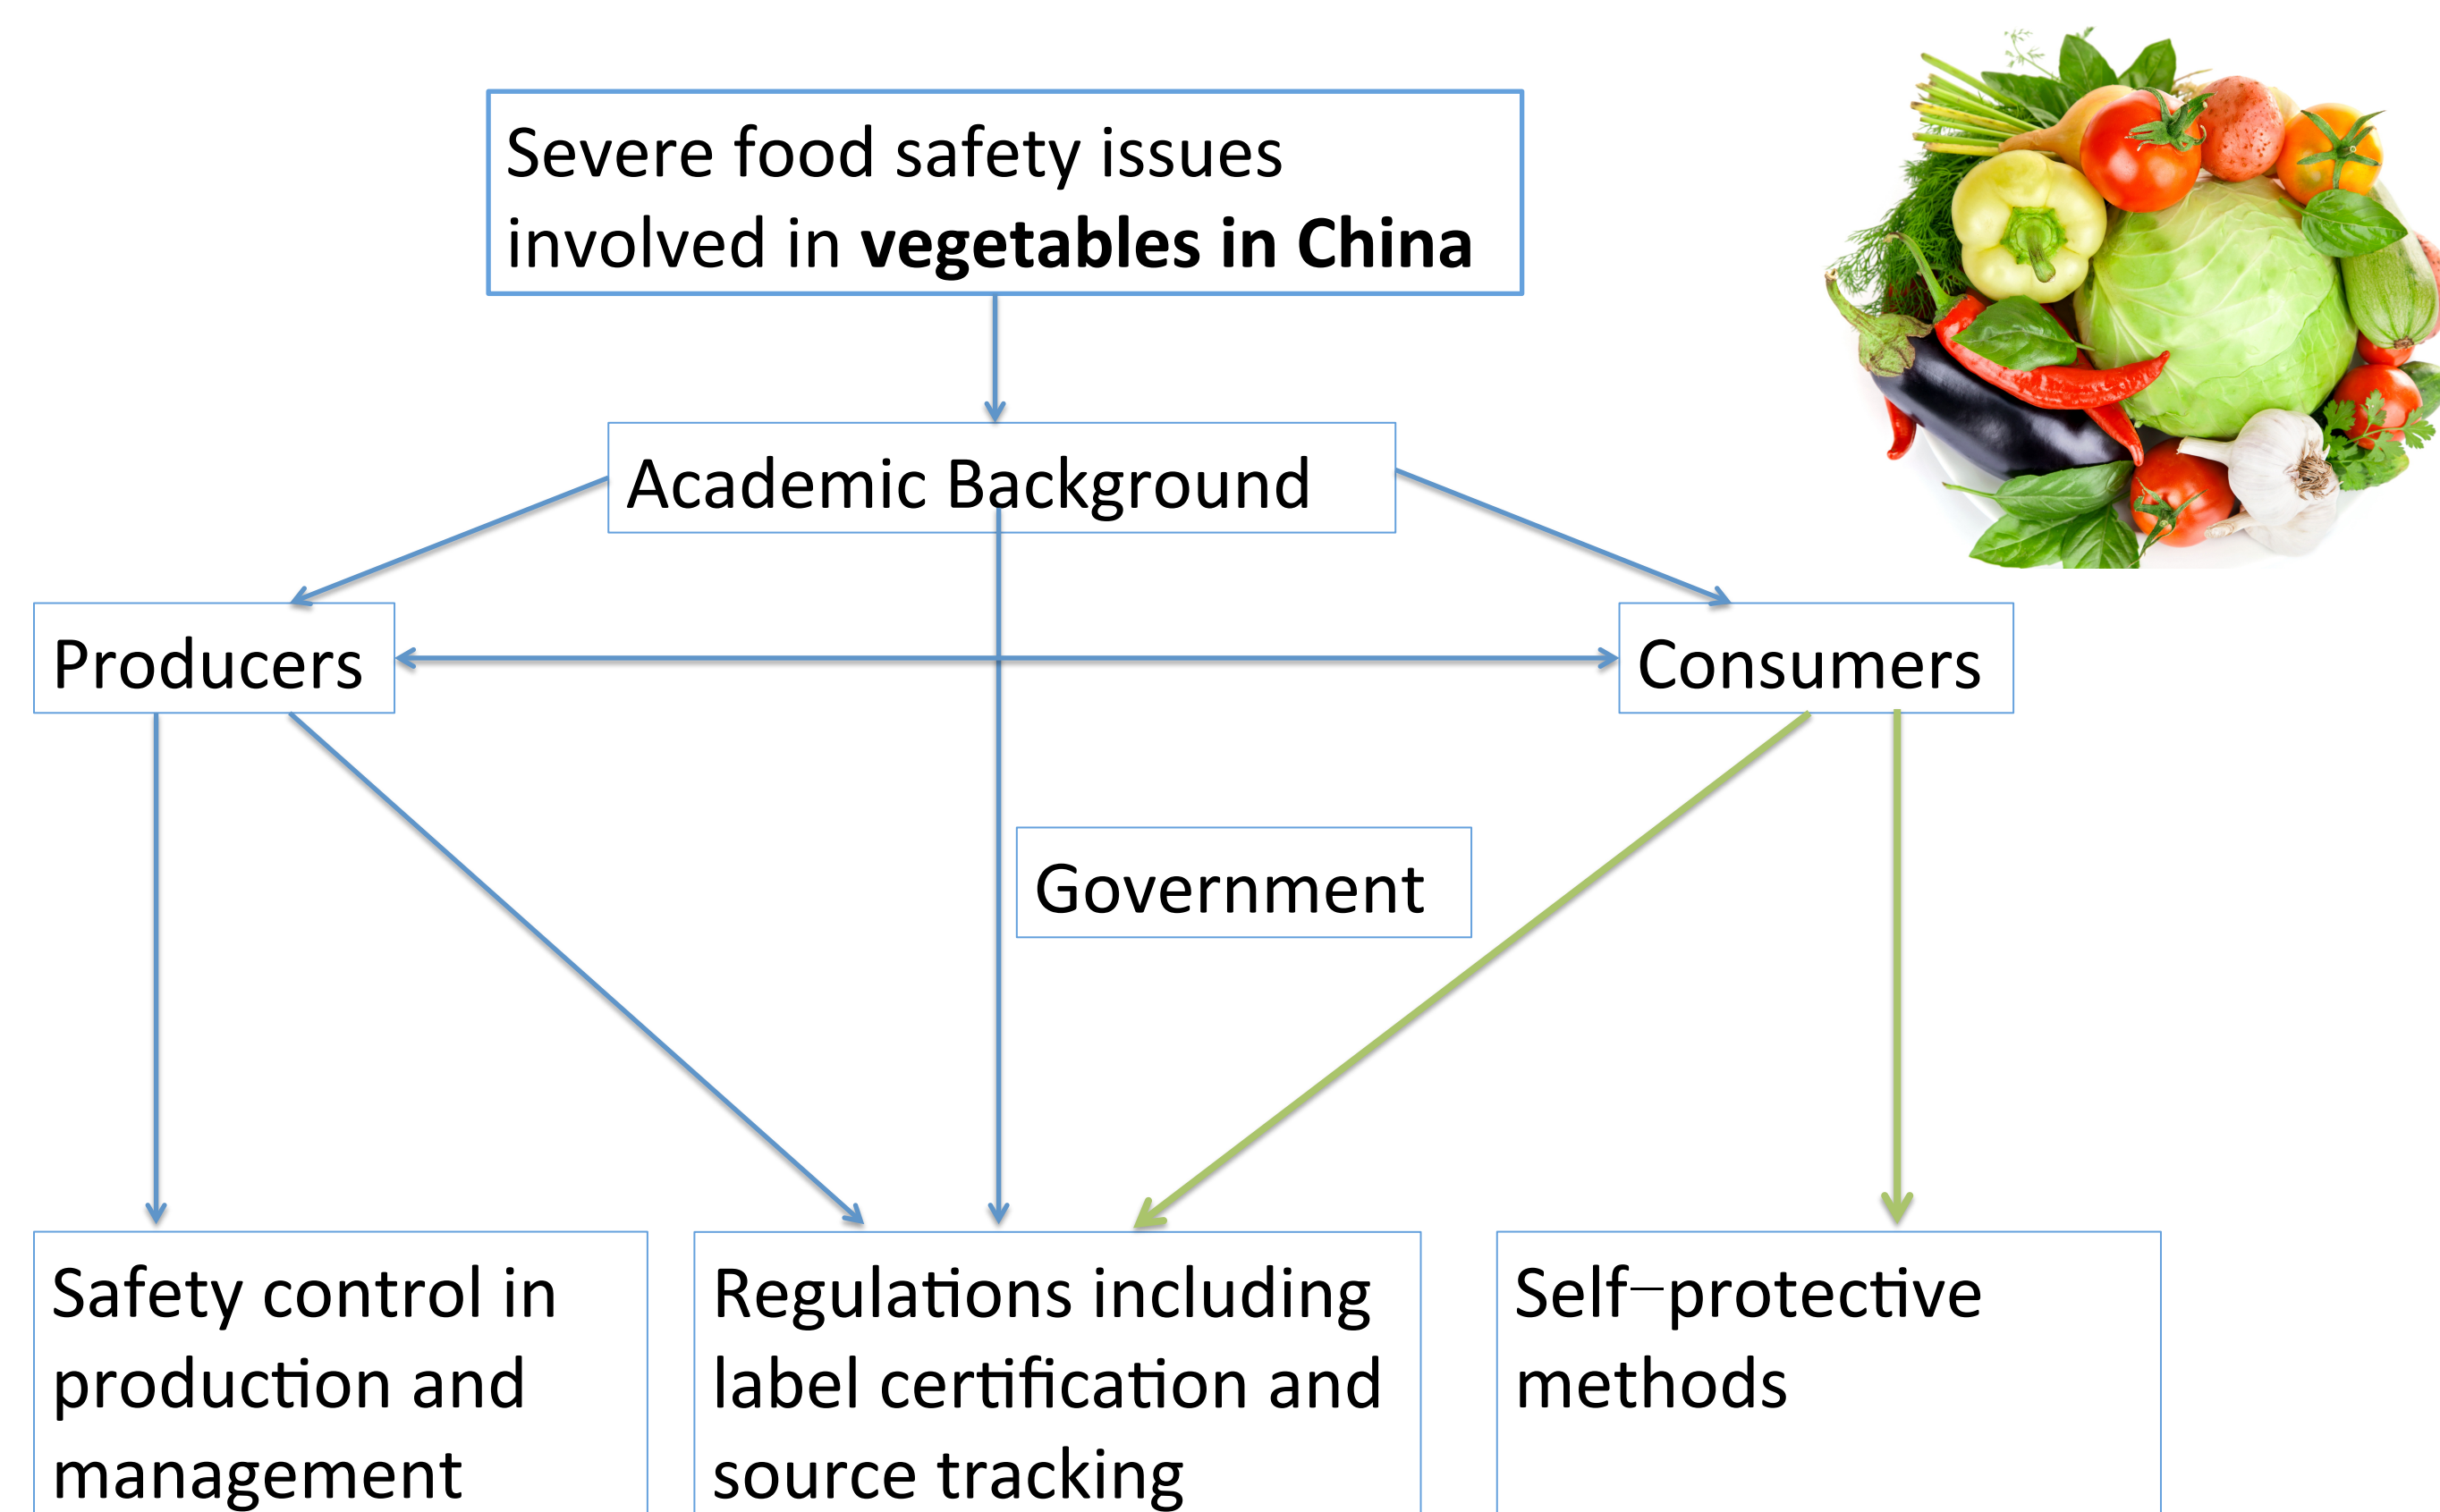 Severe food safety issues
involved in vegetables in China
Academic Background
Producers
Consumers
Government
Safety control in
production and
management
Regulations including
label certification and
source tracking
Self—protective
methods